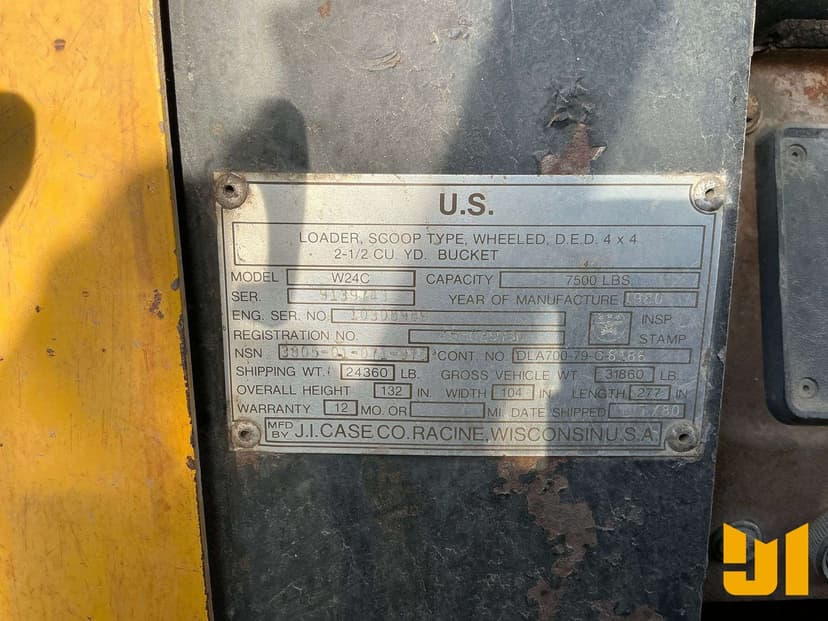 U.S.
LOADER, SCOOP TYPE, WHEELED, D.E.D. 4 x 4
2-1/2 CU. YD. BUCKET
MODEL W24C CAPACITY 7500 LBS
SER. YEAR OF MANUFACTURE 1980
ENG. SER. NO. INSP.
REGISTRATION NO. STAMP
NSN CONT. NO.
SHIPPING WT. 24360 LB. GROSS VEHICLE WT. 31860 LB.
OVERALL HEIGHT 132 IN. WIDTH 104 IN. LENGTH 277 IN.
WARRANTY 12 MO. OR MI. DATE SHIPPED
MFD BY J.I. CASE CO. RACINE, WISCONSIN U.S.A.